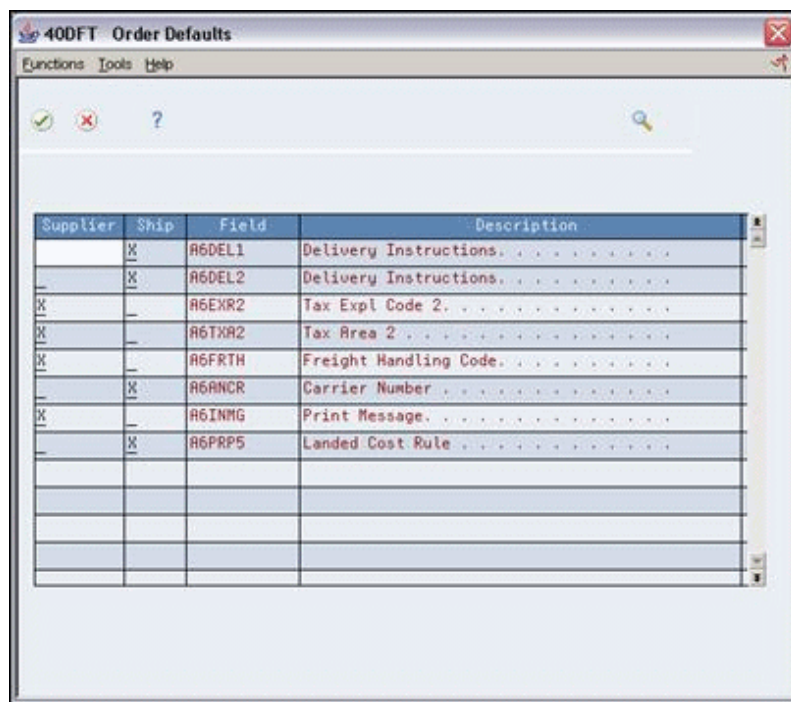 40DFT Order Defaults
Functions Tools Help
?
Supplier Ship Field Description
X A6DEL1 Delivery Instructions. . . . . . . . . .
_ X A6DEL2 Delivery Instructions. . . . . . . . . .
X _ A6EXR2 Tax Expl Code 2. . . . . . . . . . . . .
X _ A6TXA2 Tax Area 2 . . . . . . . . . . . . . . .
X _ A6FRTH Freight Handling Code. . . . . . . . . .
_ X A6ANCR Carrier Number . . . . . . . . . . . . .
X _ A6INMG Print Message. . . . . . . . . . . . . .
_ X A6PRP5 Landed Cost Rule . . . . . . . . . . . .